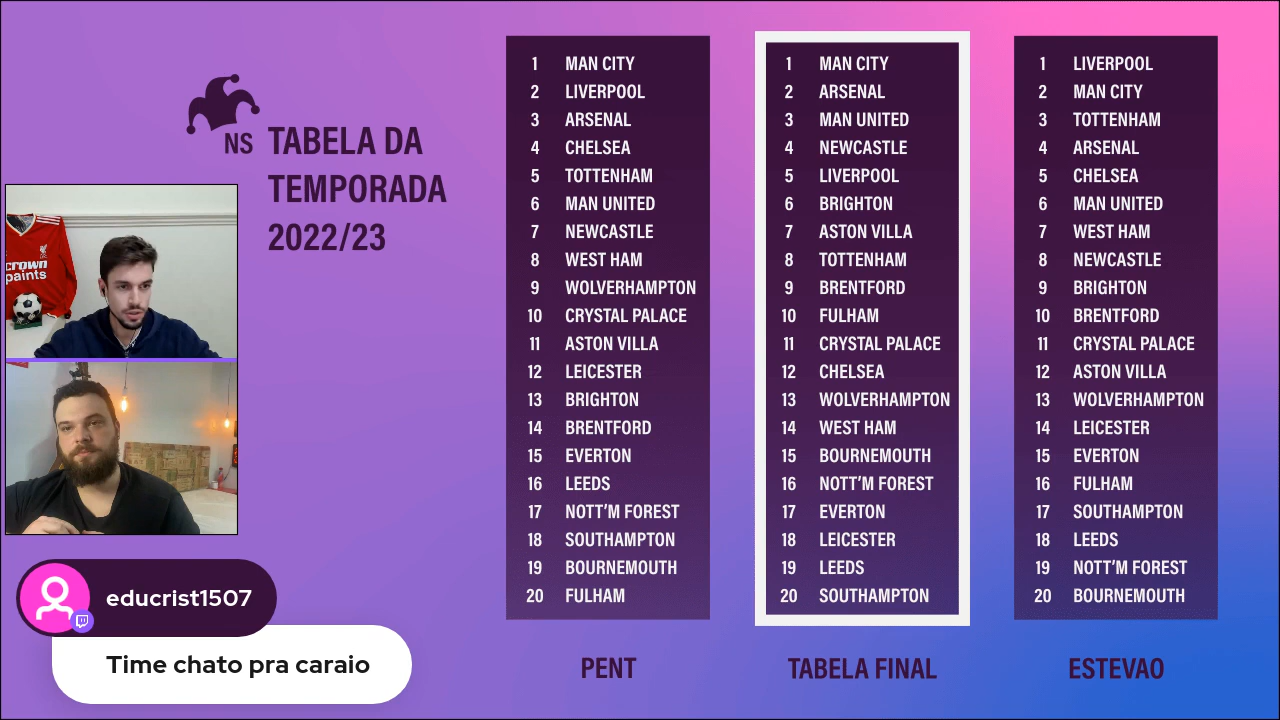 NS
TABELA DA
TEMPORADA
2022/23
crown
paints
educrist1507
Time chato pra caraio
1 MAN CITY
2 LIVERPOOL
3 ARSENAL
4 CHELSEA
5 TOTTENHAM
6 MAN UNITED
7 NEWCASTLE
8 WEST HAM
9 WOLVERHAMPTON
10 CRYSTAL PALACE
11 ASTON VILLA
12 LEICESTER
13 BRIGHTON
14 BRENTFORD
15 EVERTON
16 LEEDS
17 NOTT'M FOREST
18 SOUTHAMPTON
19 BOURNEMOUTH
20 FULHAM
PENT
1 MAN CITY
2 ARSENAL
3 MAN UNITED
4 NEWCASTLE
5 LIVERPOOL
6 BRIGHTON
7 ASTON VILLA
8 TOTTENHAM
9 BRENTFORD
10 FULHAM
11 CRYSTAL PALACE
12 CHELSEA
13 WOLVERHAMPTON
14 WEST HAM
15 BOURNEMOUTH
16 NOTT'M FOREST
17 EVERTON
18 LEICESTER
19 LEEDS
20 SOUTHAMPTON
TABELA FINAL
1 LIVERPOOL
2 MAN CITY
3 TOTTENHAM
4 ARSENAL
5 CHELSEA
6 MAN UNITED
7 WEST HAM
8 NEWCASTLE
9 BRIGHTON
10 BRENTFORD
11 CRYSTAL PALACE
12 ASTON VILLA
13 WOLVERHAMPTON
14 LEICESTER
15 EVERTON
16 FULHAM
17 SOUTHAMPTON
18 LEEDS
19 NOTT'M FOREST
20 BOURNEMOUTH
ESTEVAO